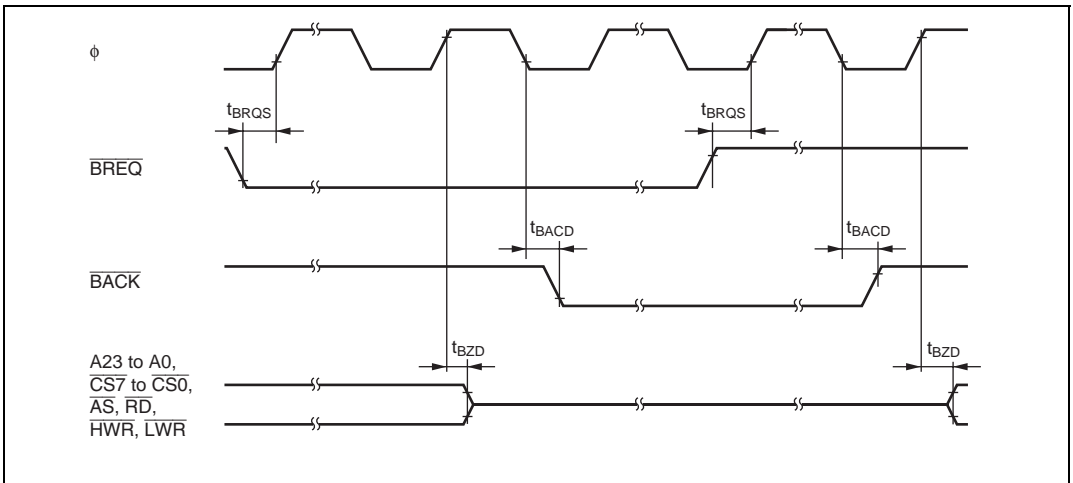 ϕ
tBRQS tBRQS
BREQ
tBACD tBACD
BACK
tBZD tBZD
A23 to A0,
CS7 to CS0,
AS, RD,
HWR, LWR